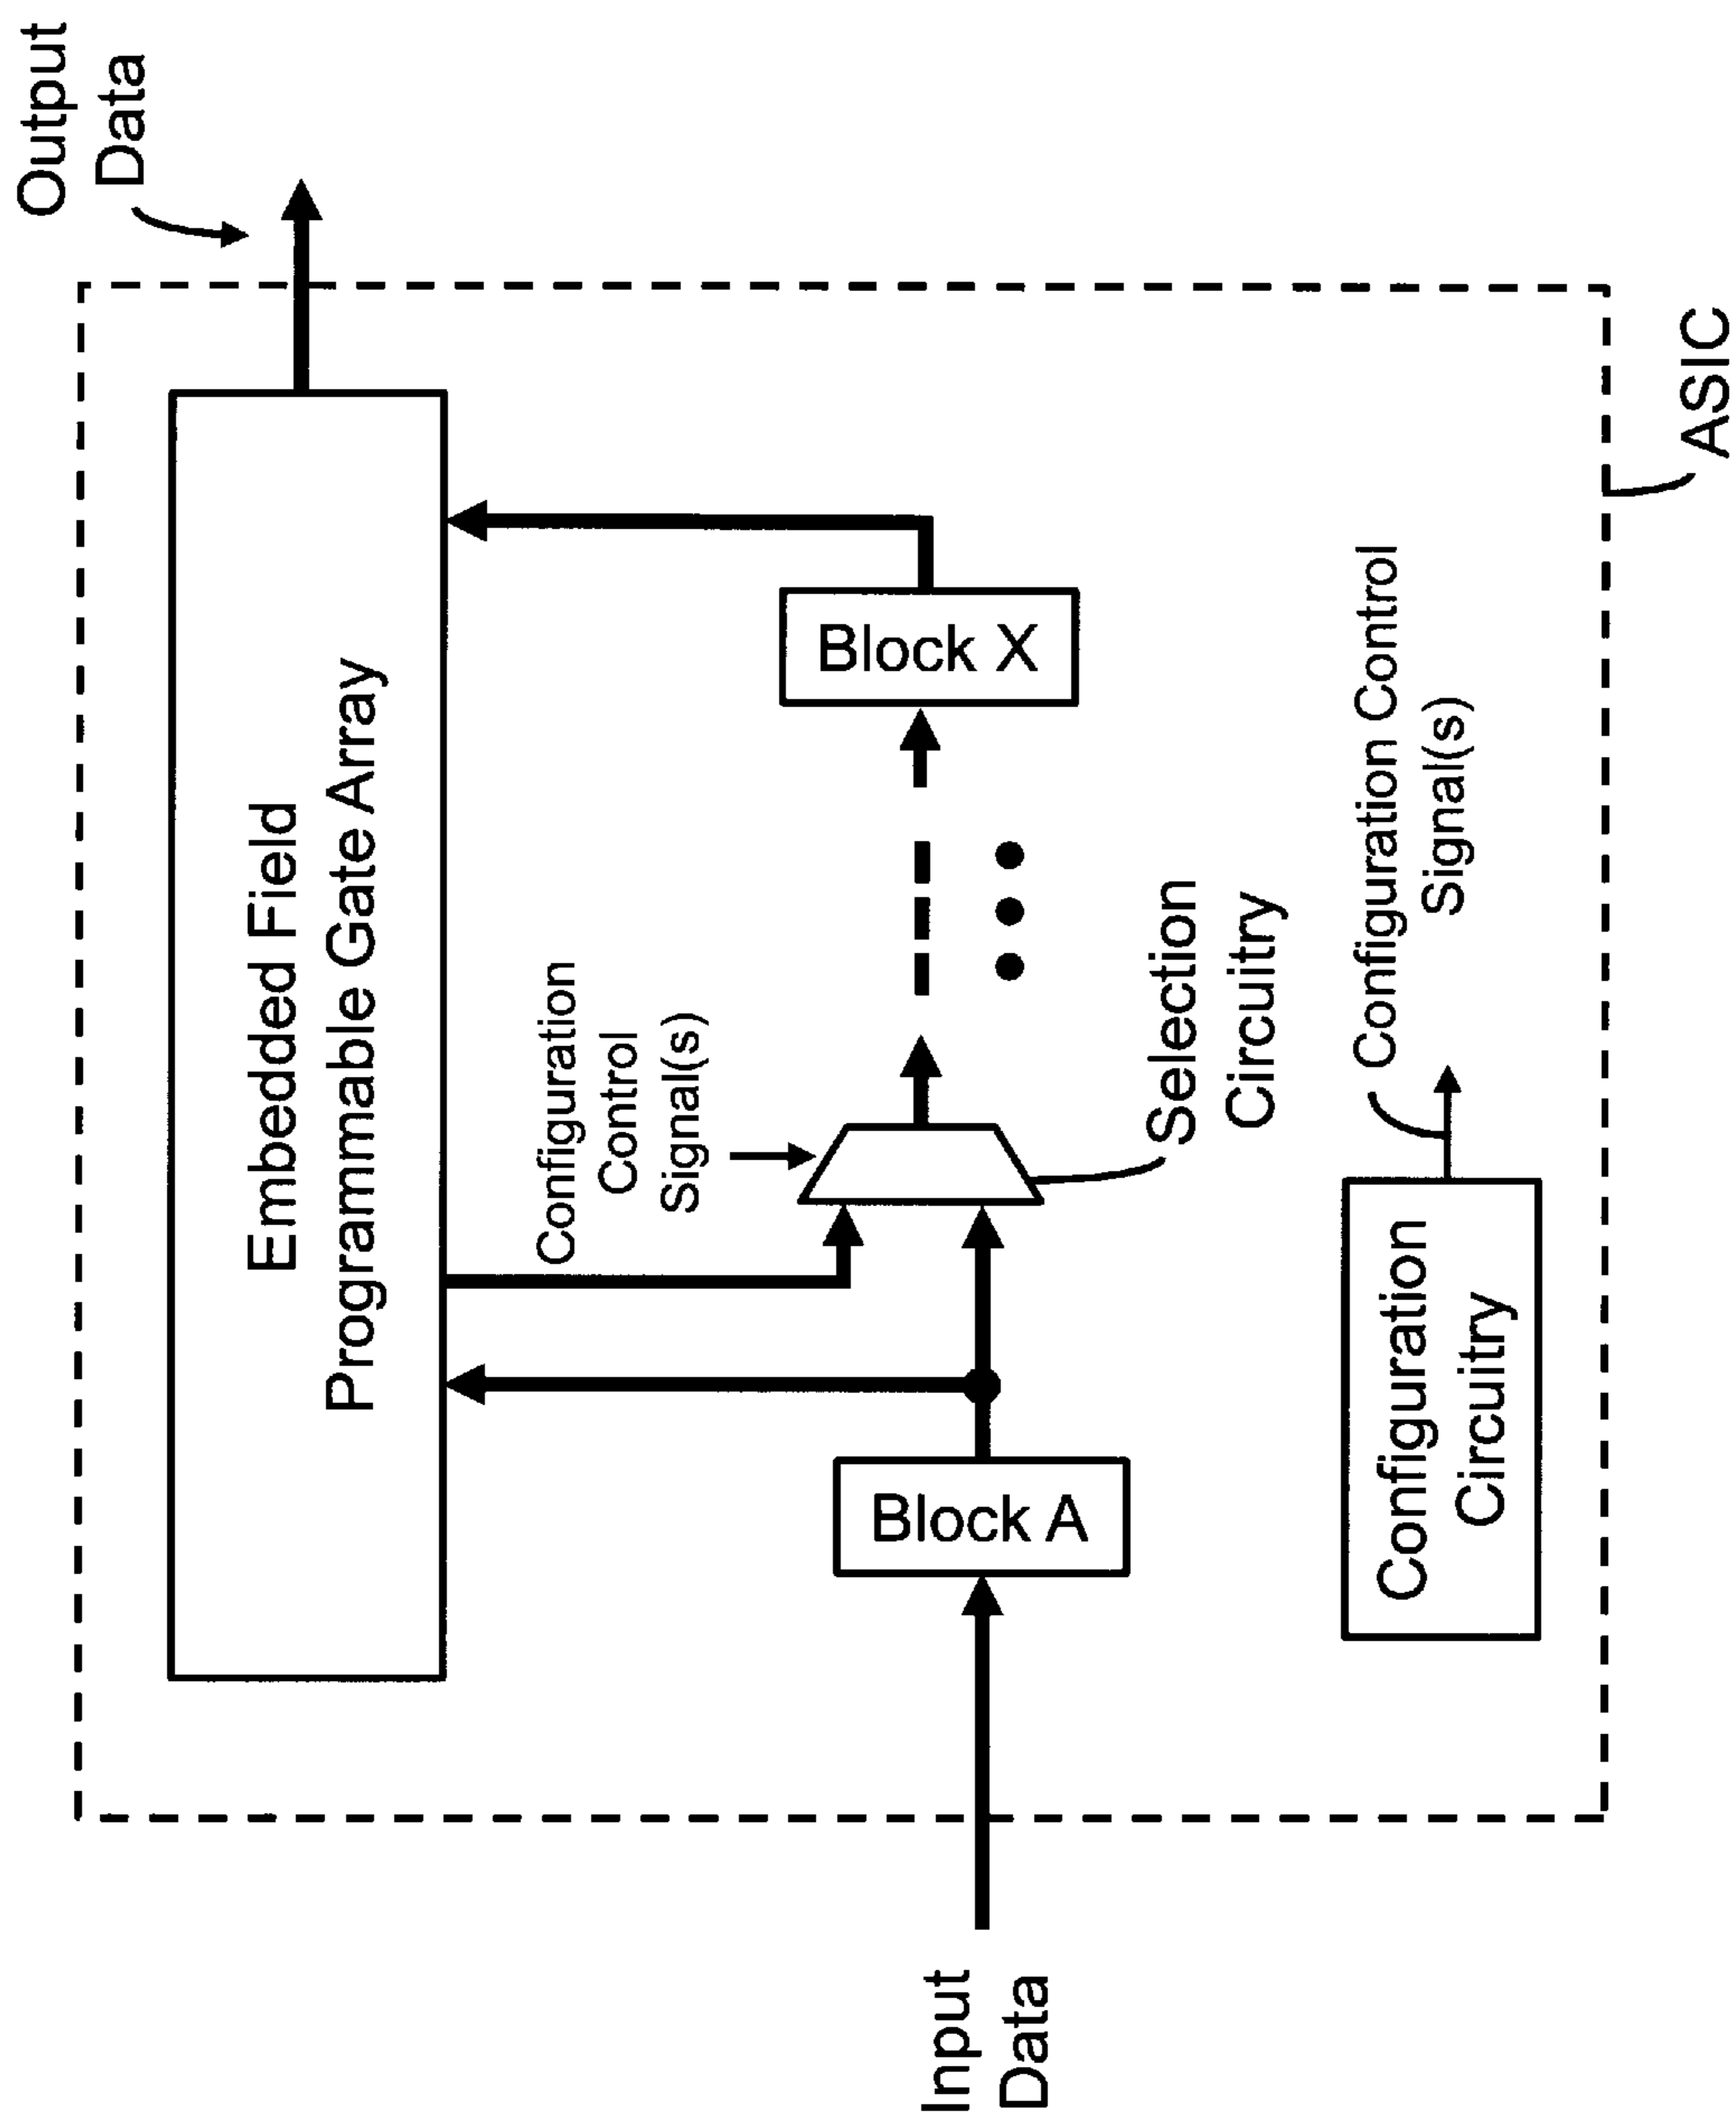 Output
Data
Embedded Field
Programmable Gate Array
Configuration
Control
Signal(s)
Block X
Block A
Input
Data
Selection
Circuitry
Configuration Control
Signal(s)
Configuration
Circuitry
ASIC